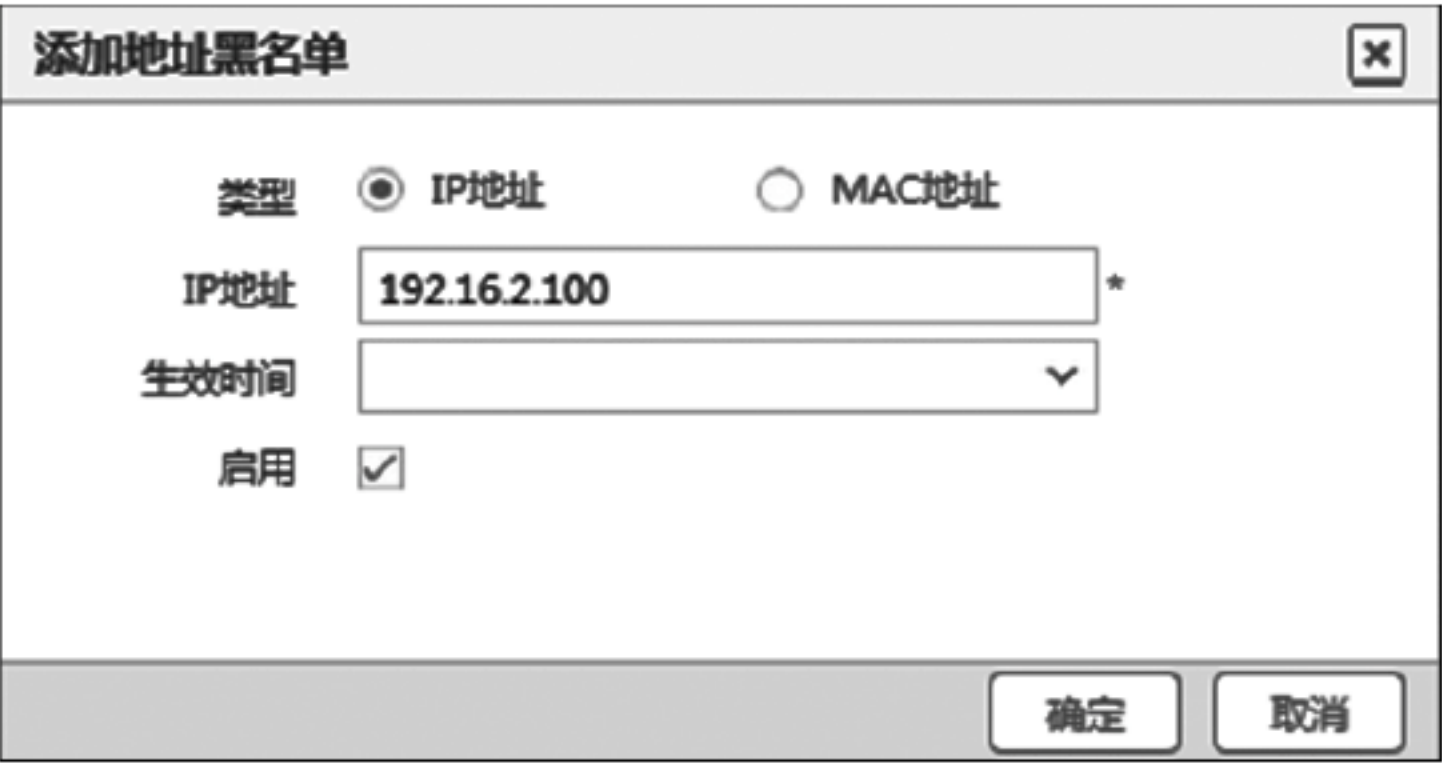 添加地址黑名单
类型 IP地址 MAC地址
IP地址 192.16.2.100 *
生效时间
启用
确定 取消